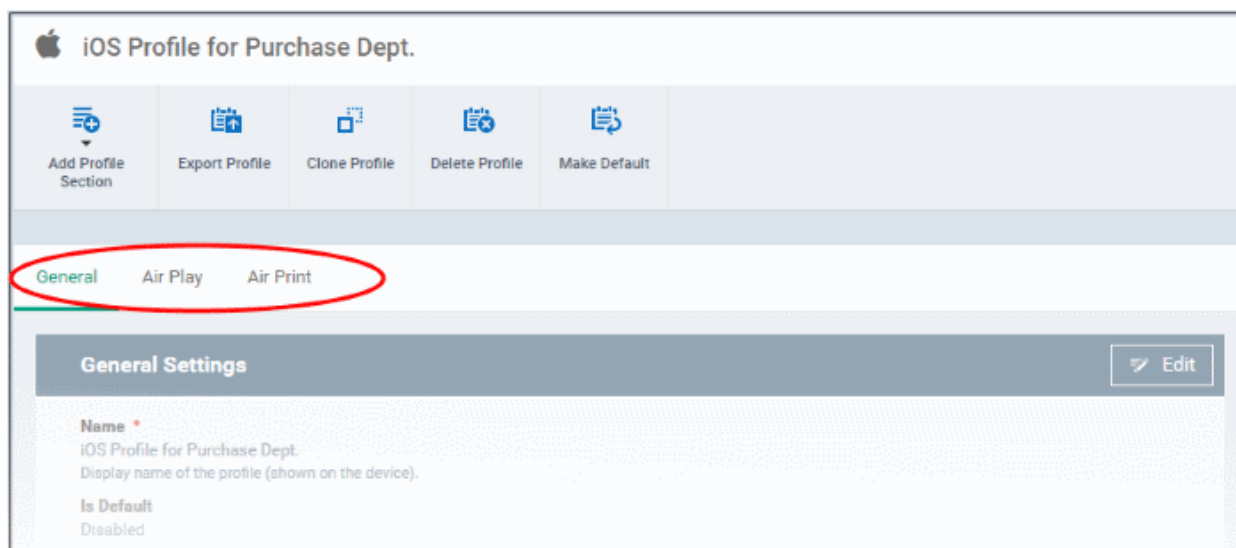 iOS Profile for Purchase Dept.
Add Profile
Section
Export Profile
Clone Profile
Delete Profile
Make Default
General
Air Play
Air Print
General Settings
Edit
Name *
iOS Profile for Purchase Dept.
Display name of the profile (shown on the device).
Is Default
Disabled